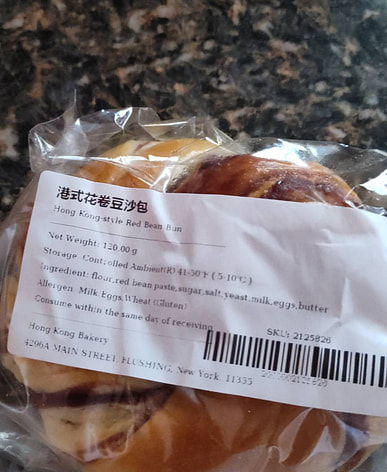 港式花卷豆沙包
Hong Kong-style Red Bean Bun
Net Weight: 120.00 g
Storage: Controlled Ambient(R) 41-50°F (5-10°C)
Ingredient: flour,red bean paste,sugar,salt,yeast,milk,eggs,butter
Allergen: Milk,Eggs,Wheat (Gluten)
Consume within the same day of receiving
SKU: 2125826
Hong Kong Bakery
4296A MAIN STREET, FLUSHING, New York, 11355